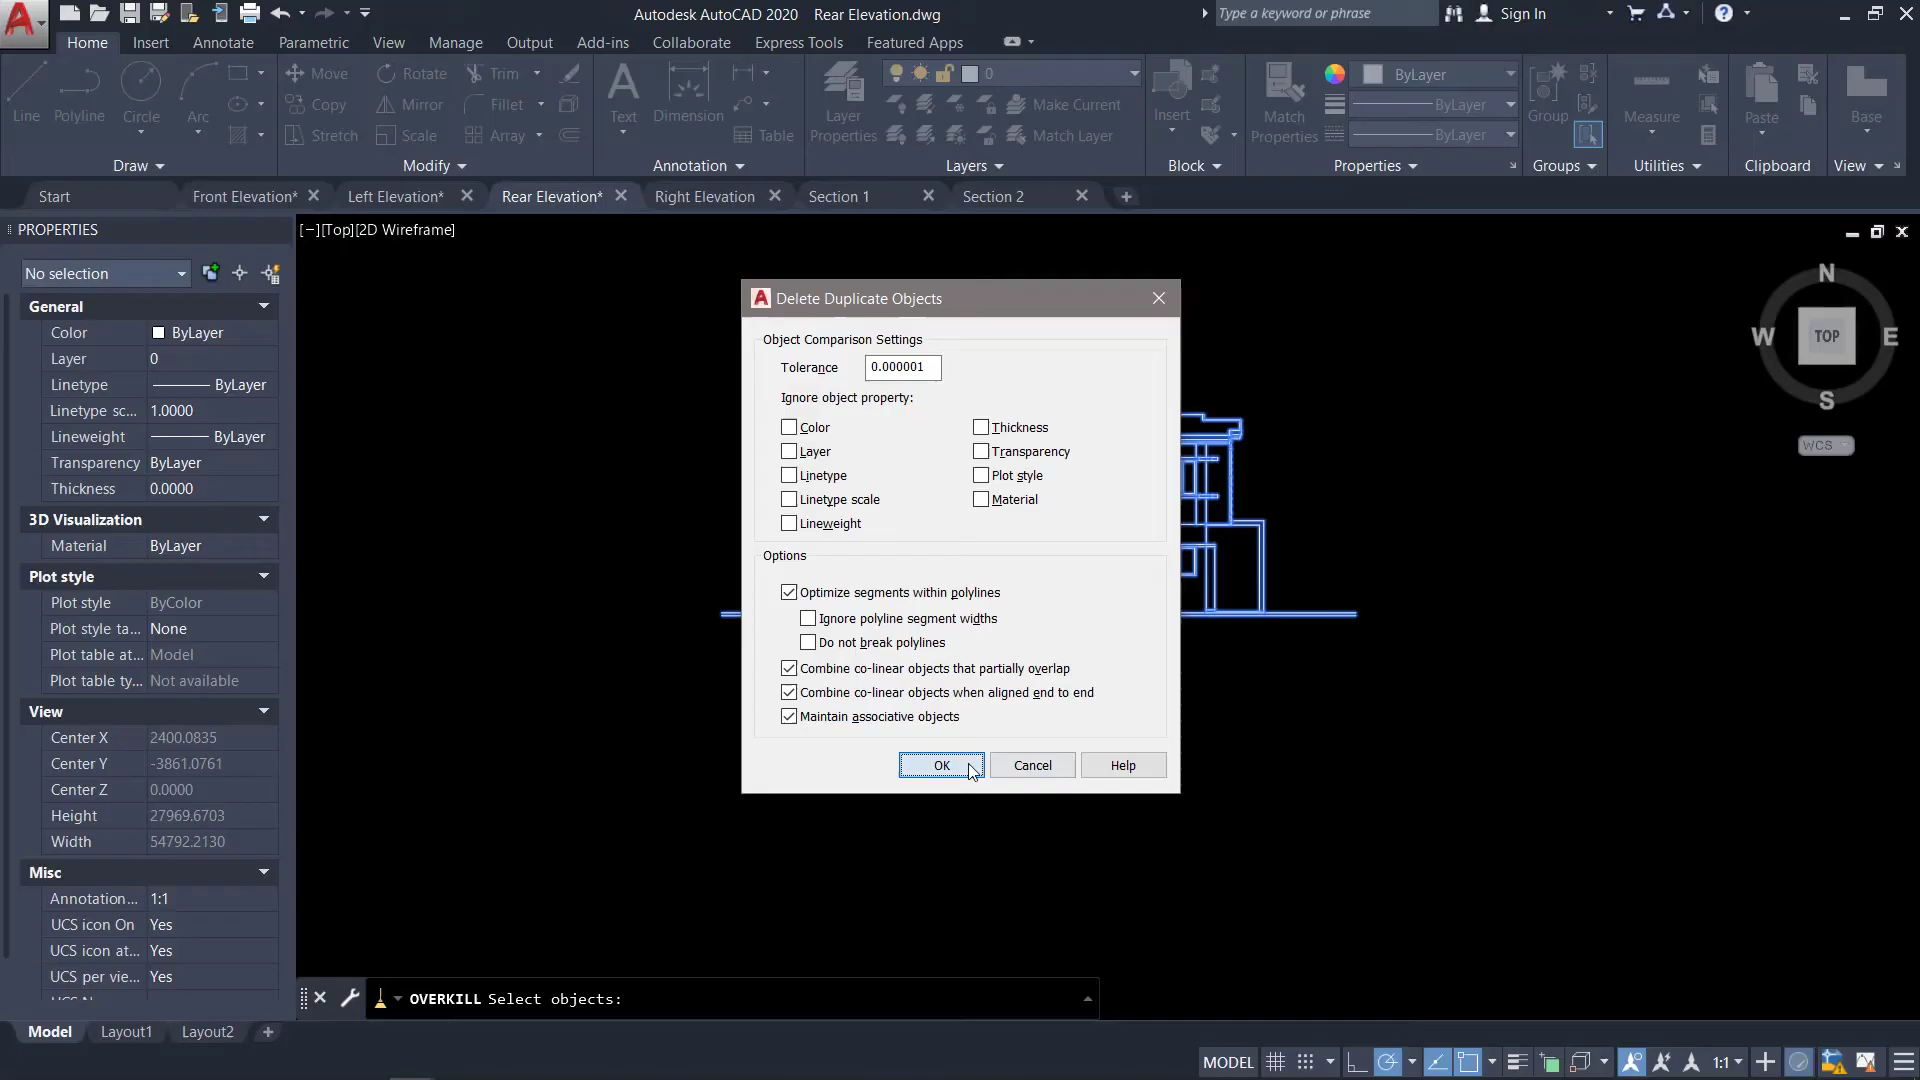 Autodesk AutoCAD 2020 Rear Elevation.dwg
Type a keyword or phrase
Sign In
Home Insert Annotate Parametric View Manage Output Add-ins Collaborate Express Tools Featured Apps
Line Polyline Circle Arc
Move Rotate Trim
Copy Mirror Fillet
Stretch Scale Array
Text Dimension
Table
Layer Properties
0
Make Current
Match Layer
Insert
Match Properties
ByLayer
ByLayer
ByLayer
Group
Measure
Paste
Base
Draw Modify Annotation Layers Block Properties Groups Utilities Clipboard View
Start Front Elevation* Left Elevation* Rear Elevation* Right Elevation Section 1 Section 2
PROPERTIES
[−][Top][2D Wireframe]
No selection
General
Color ByLayer
Layer 0
Linetype ByLayer
Linetype sc... 1.0000
Lineweight ByLayer
Transparency ByLayer
Thickness 0.0000
3D Visualization
Material ByLayer
Plot style
Plot style ByColor
Plot style ta... None
Plot table at... Model
Plot table ty... Not available
View
Center X 2400.0835
Center Y -3861.0761
Center Z 0.0000
Height 27969.6703
Width 54792.2130
Misc
Annotation... 1:1
UCS icon On Yes
UCS icon at... Yes
UCS per vie... Yes
Delete Duplicate Objects
Object Comparison Settings
Tolerance 0.000001
Ignore object property:
Color Thickness
Layer Transparency
Linetype Plot style
Linetype scale Material
Lineweight
Options
Optimize segments within polylines
Ignore polyline segment widths
Do not break polylines
Combine co-linear objects that partially overlap
Combine co-linear objects when aligned end to end
Maintain associative objects
OK Cancel Help
N
W TOP E
S
WCS
OVERKILL Select objects:
Model Layout1 Layout2
MODEL 1:1